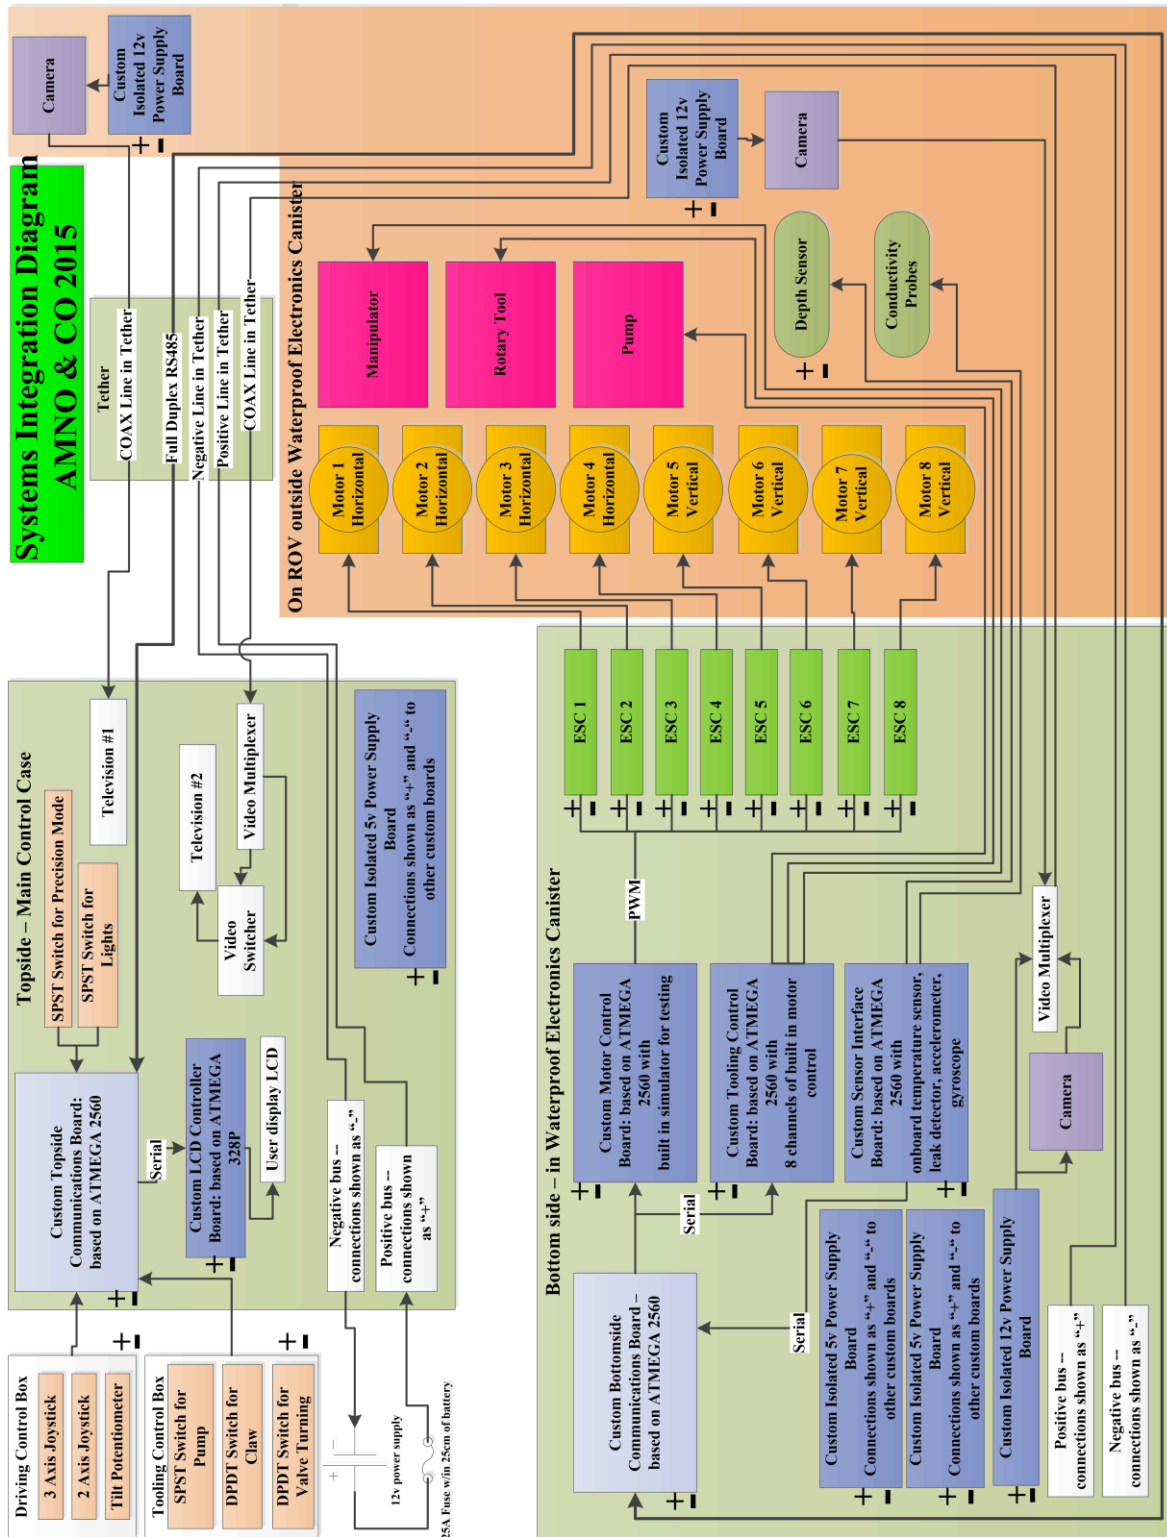 Systems Integration Diagram
AMNO & CO 2015
Driving Control Box
3 Axis Joystick
2 Axis Joystick
Tilt Potentiometer
Tooling Control Box
SPST Switch for
Pump
DPDT Switch for
Claw
DPDT Switch for
Valve Turning
+
-
+
-
+
-
12v power supply
25A Fuse w/in 25cm of battery
Topside – Main Control Case
SPST Switch for Precision Mode
SPST Switch for
Lights
Custom Topside
Communications Board:
based on ATMEGA 2560
+
-
Serial
Custom LCD Controller
Board: based on ATMEGA
328P
+
-
User display LCD
Negative bus --
connections shown
as “-”
Positive bus --
connections shown
as “+”
Television #1
Television #2
Video Multiplexer
Video
Switcher
Custom Isolated 5v Power Supply
Board
Connections shown as “+” and “-“ to
other custom boards
+
-
Tether
COAX Line in Tether
Full Duplex RS485
Negative Line in Tether
Positive Line in Tether
COAX Line in Tether
Camera
Custom
Isolated 12v
Power Supply
Board
+
-
On ROV outside Waterproof Electronics Canister
Motor 1
Horizontal
Motor 2
Horizontal
Motor 3
Horizontal
Motor 4
Horizontal
Motor 5
Vertical
Motor 6
Vertical
Motor 7
Vertical
Motor 8
Vertical
Manipulator
Rotary Tool
Pump
Custom
Isolated 12v
Power Supply
Board
+
-
Camera
Depth Sensor
+
-
Conductivity
Probes
Bottom side – in Waterproof Electronics Canister
Custom Bottomside
Communications Board –
based on ATMEGA 2560
+
-
Serial
Serial
Custom Motor Control
Board: based on ATMEGA
2560 with
built in simulator for testing
+
-
PWM
Custom Tooling Control
Board: based on ATMEGA
2560 with
8 channels of built in motor
control
+
-
Custom Sensor Interface
Board: based on ATMEGA
2560 with
onboard temperature sensor,
leak detector, accelerometer,
gyroscope
+
-
ESC 1
+
-
ESC 2
+
-
ESC 3
+
-
ESC 4
+
-
ESC 5
+
-
ESC 6
+
-
ESC 7
+
-
ESC 8
+
-
Custom Isolated 5v Power Supply
Board
Connections shown as “+” and “-“ to
other custom boards
+
-
Custom Isolated 5v Power Supply
Board
Connections shown as “+” and “-“ to
other custom boards
+
-
Custom Isolated 12v Power Supply
Board
+
-
Camera
Video Multiplexer
Positive bus --
connections shown as “+”
Negative bus --
connections shown as “-”